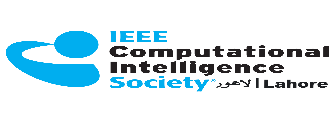 IEEE
Computational
Intelligence
Society® لاہور | Lahore